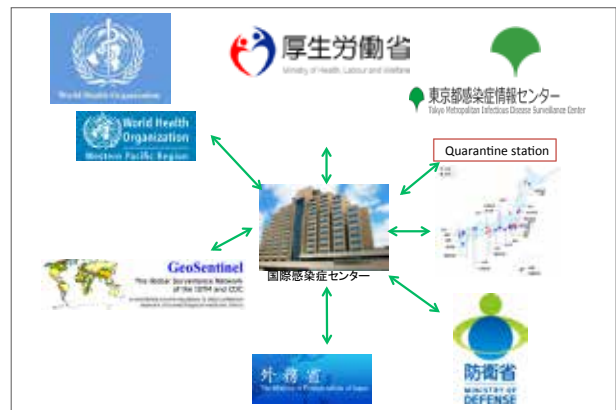 World Health Organization
厚生労働省
Ministry of Health, Labour and Welfare
東京都感染症情報センター
Tokyo Metropolitan Infectious Disease Surveillance Center
World Health
Organization
Western Pacific Region
Quarantine station
国際感染症センター
GeoSentinel
The Global Surveillance Network
of the ISTM and CDC
外務省
The Ministry of Foreign Affairs of Japan
防衛省
MINISTRY OF
DEFENSE